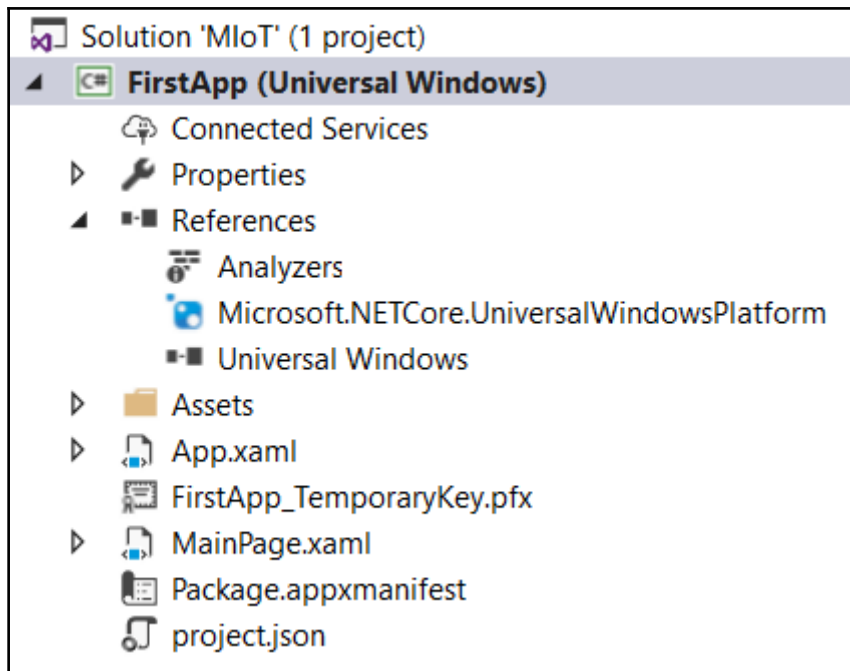 Solution 'MIoT' (1 project)
C# FirstApp (Universal Windows)
Connected Services
Properties
References
Analyzers
Microsoft.NETCore.UniversalWindowsPlatform
Universal Windows
Assets
App.xaml
FirstApp_TemporaryKey.pfx
MainPage.xaml
Package.appxmanifest
project.json